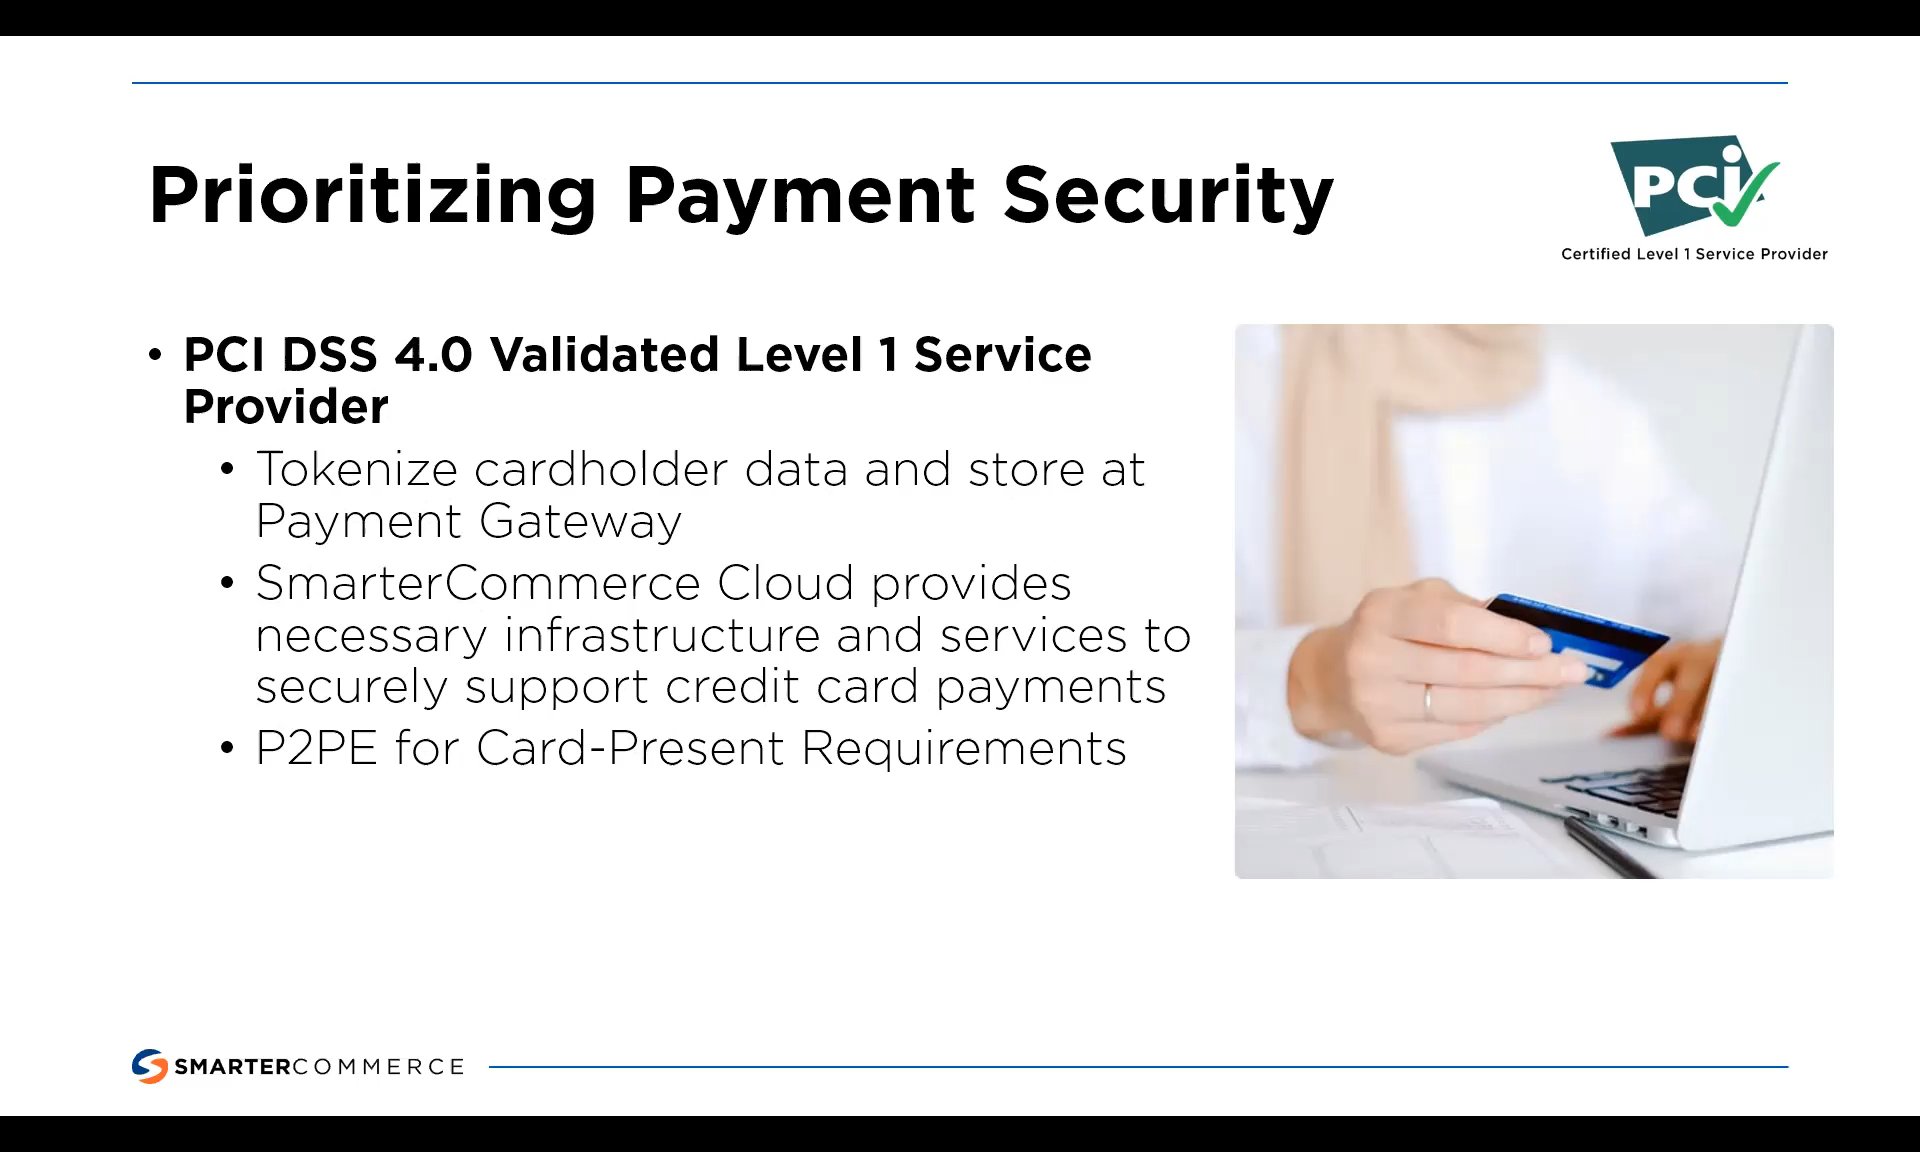 Prioritizing Payment Security
PCi
Certified Level 1 Service Provider
• PCI DSS 4.0 Validated Level 1 Service
Provider
• Tokenize cardholder data and store at
Payment Gateway
• SmarterCommerce Cloud provides
necessary infrastructure and services to
securely support credit card payments
• P2PE for Card-Present Requirements
SMARTERCOMMERCE